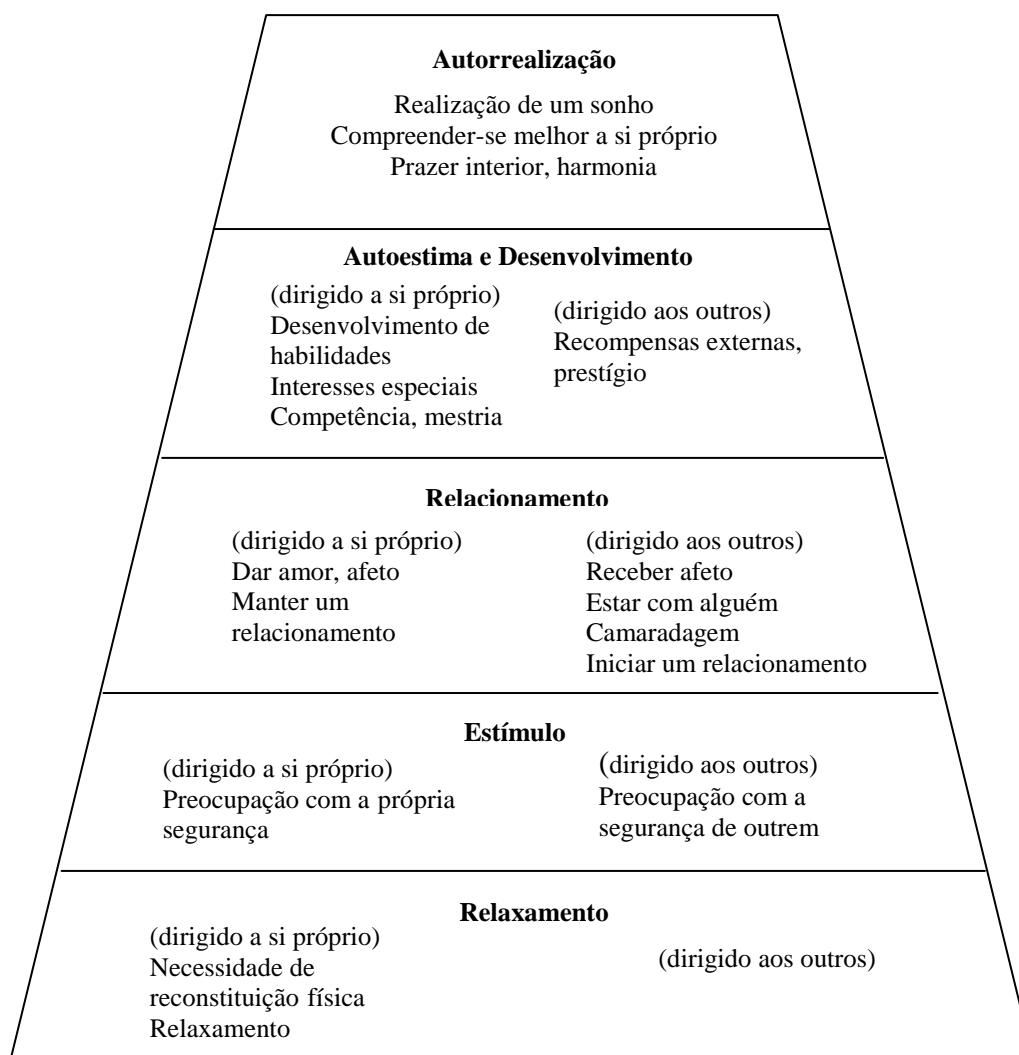 Autorrealização
Realização de um sonho
Compreender-se melhor a si próprio
Prazer interior, harmonia
Autoestima e Desenvolvimento
(dirigido a si próprio)
Desenvolvimento de
habilidades
Interesses especiais
Competência, mestria
(dirigido aos outros)
Recompensas externas,
prestígio
Relacionamento
(dirigido a si próprio)
Dar amor, afeto
Manter um
relacionamento
(dirigido aos outros)
Receber afeto
Estar com alguém
Camaradagem
Iniciar um relacionamento
Estímulo
(dirigido a si próprio)
Preocupação com a própria
segurança
(dirigido aos outros)
Preocupação com a
segurança de outrem
Relaxamento
(dirigido a si próprio)
Necessidade de
reconstituição física
Relaxamento
(dirigido aos outros)